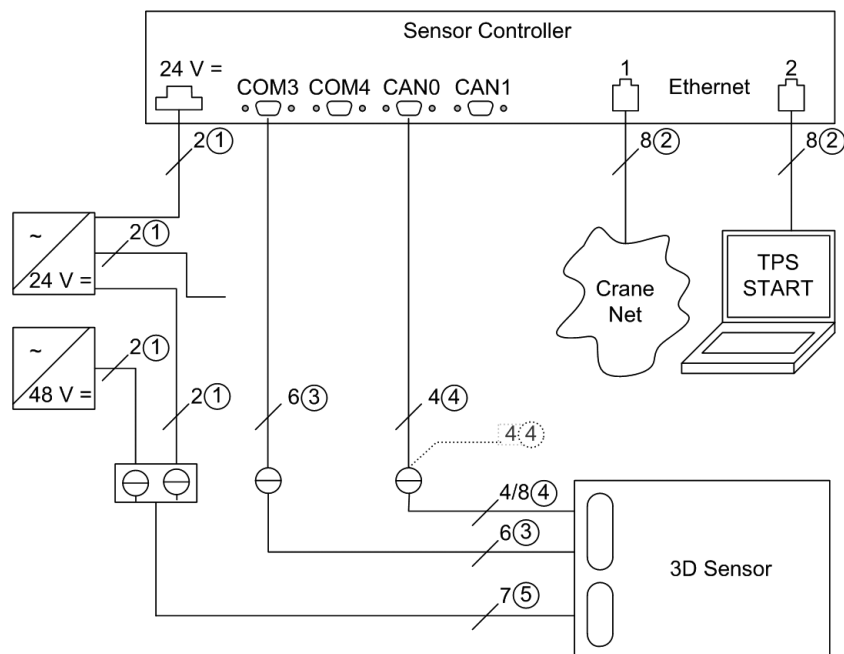 Sensor Controller
24 V =
COM3 COM4 CAN0 CAN1
1 Ethernet 2
2①
8②
8②
~
24 V =
2①
Crane
Net
TPS
START
~
48 V =
2①
2①
6③
4④
4④
4/8④
6③
3D Sensor
7⑤